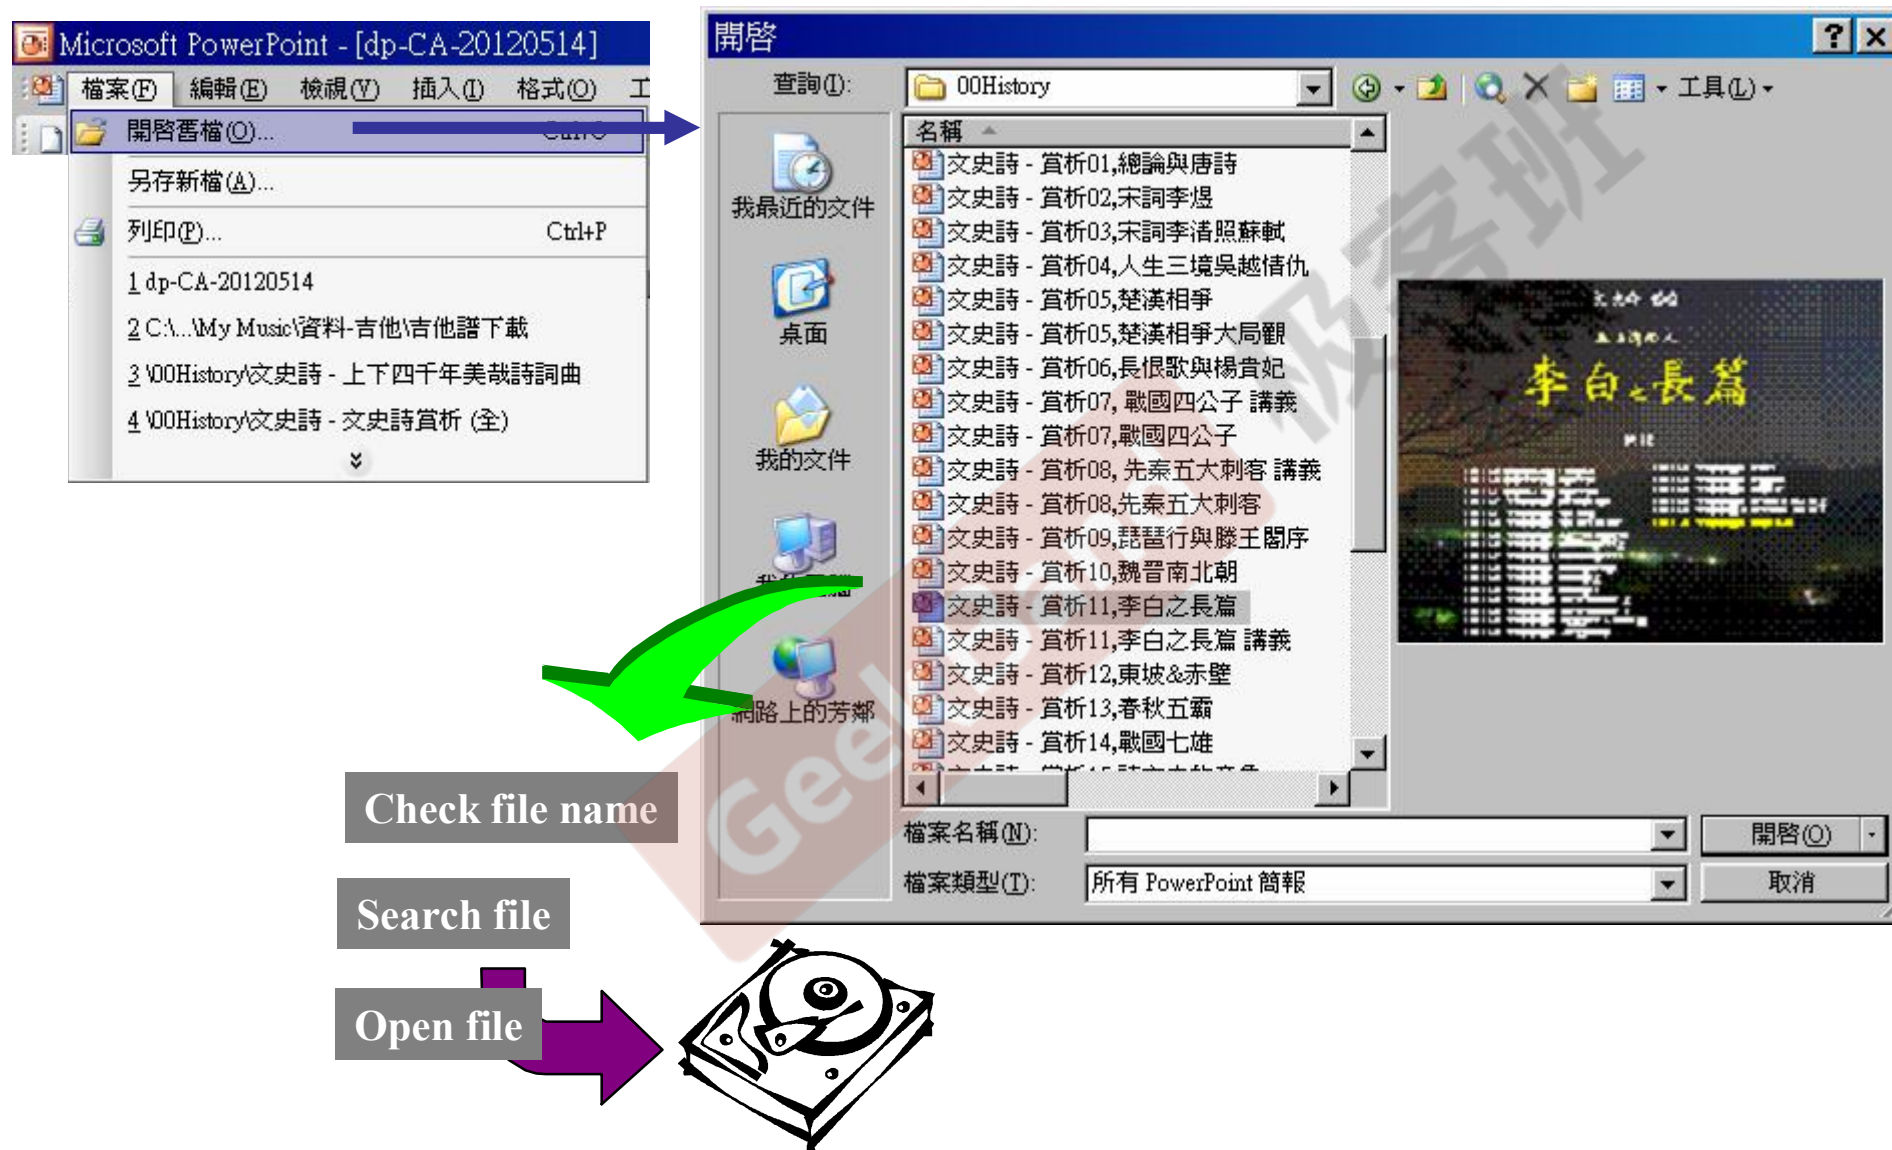 Microsoft PowerPoint - [dp-CA-20120514]
檔案(F) 編輯(E) 檢視(V) 插入(I) 格式(O) 工
開啓舊檔(O)...
另存新檔(A)...
列印(P)... Ctrl+P
1 dp-CA-20120514
2 C:\...\My Music\資料-吉他\吉他譜下載
3 \00History\文史詩 - 上下四千年美哉詩詞曲
4 \00History\文史詩 - 文史詩賞析 (全)
開啓
查詢(I): 00History 工具(L)
我最近的文件
桌面
我的文件
網路上的芳鄰
名稱
文史詩 - 賞析01,總論與唐詩
文史詩 - 賞析02,宋詞李煜
文史詩 - 賞析03,宋詞李清照蘇軾
文史詩 - 賞析04,人生三境吳越情仇
文史詩 - 賞析05,楚漢相爭
文史詩 - 賞析05,楚漢相爭大局觀
文史詩 - 賞析06,長恨歌與楊貴妃
文史詩 - 賞析07, 戰國四公子 講義
文史詩 - 賞析07,戰國四公子
文史詩 - 賞析08, 先秦五大刺客 講義
文史詩 - 賞析08,先秦五大刺客
文史詩 - 賞析09,琵琶行與滕王閣序
文史詩 - 賞析10,魏晉南北朝
文史詩 - 賞析11,李白之長篇
文史詩 - 賞析11,李白之長篇 講義
文史詩 - 賞析12,東坡&赤壁
文史詩 - 賞析13,春秋五霸
文史詩 - 賞析14,戰國七雄
李白之長篇
檔案名稱(N): 開啓(O)
檔案類型(T): 所有 PowerPoint 簡報 取消
Check file name
Search file
Open file
GeekBand
极客班